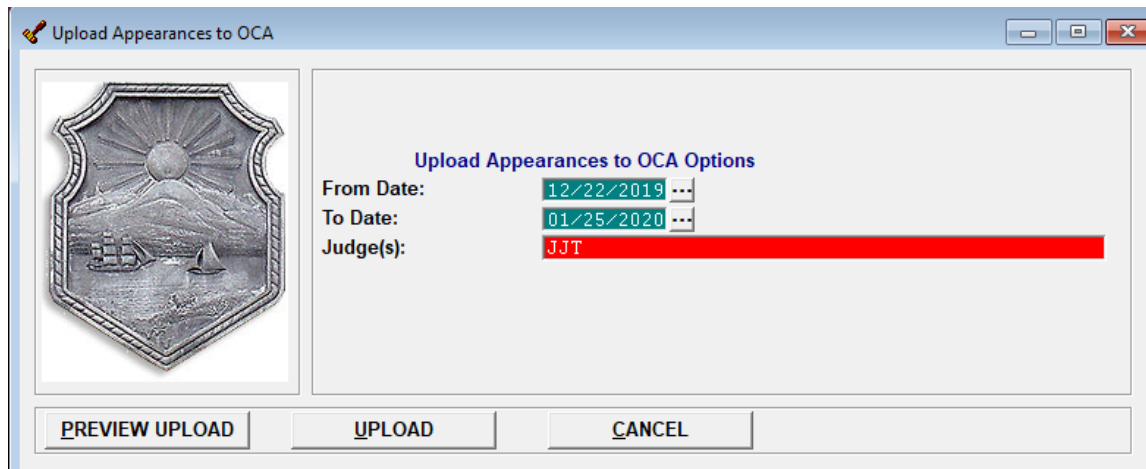 Upload Appearances to OCA
Upload Appearances to OCA Options
From Date: 12/22/2019 ...
To Date: 01/25/2020 ...
Judge(s): JJT
PREVIEW UPLOAD UPLOAD CANCEL